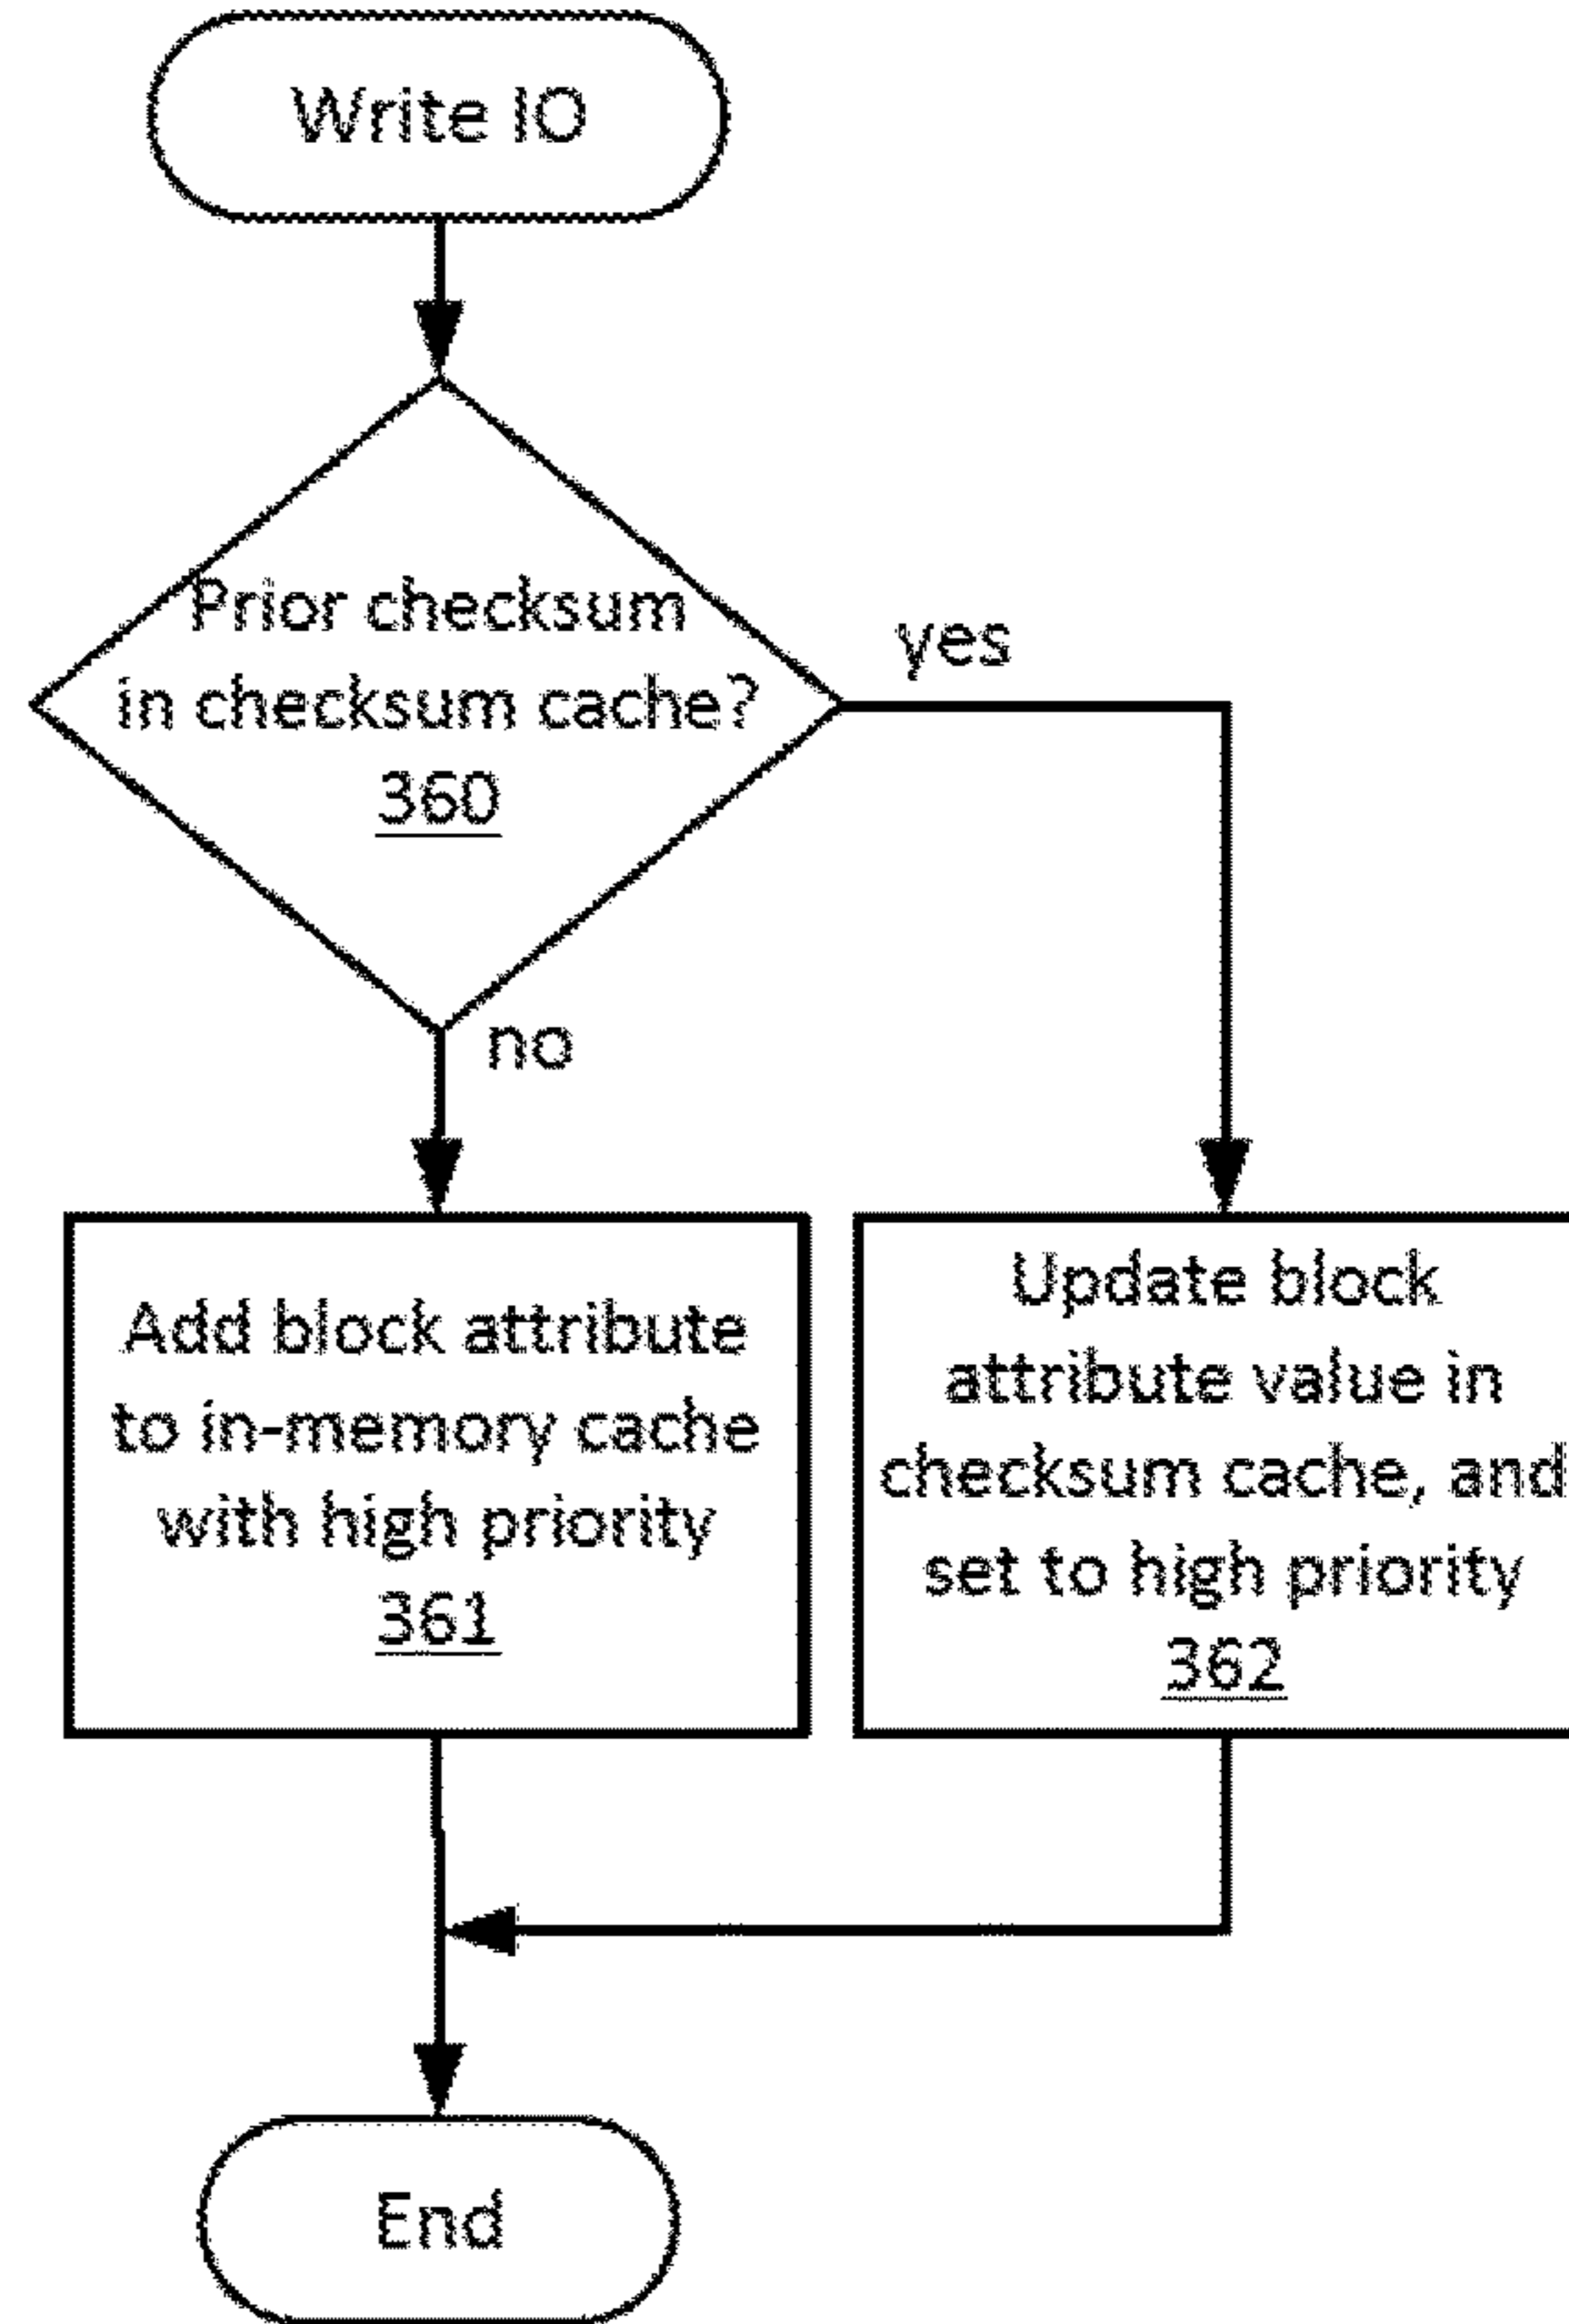 Write IO
Prior checksum
in checksum cache?
360
yes
no
Add block attribute
to in-memory cache
with high priority
361
Update block
attribute value in
checksum cache, and
set to high priority
362
End